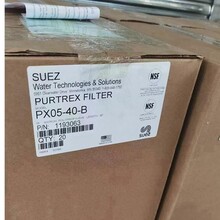 SUEZ
Water Technologies & Solutions
PURTREX FILTER
PX05-40-B
P/N: 1193063
QTY: 20
NSF
NSF
SUEZ